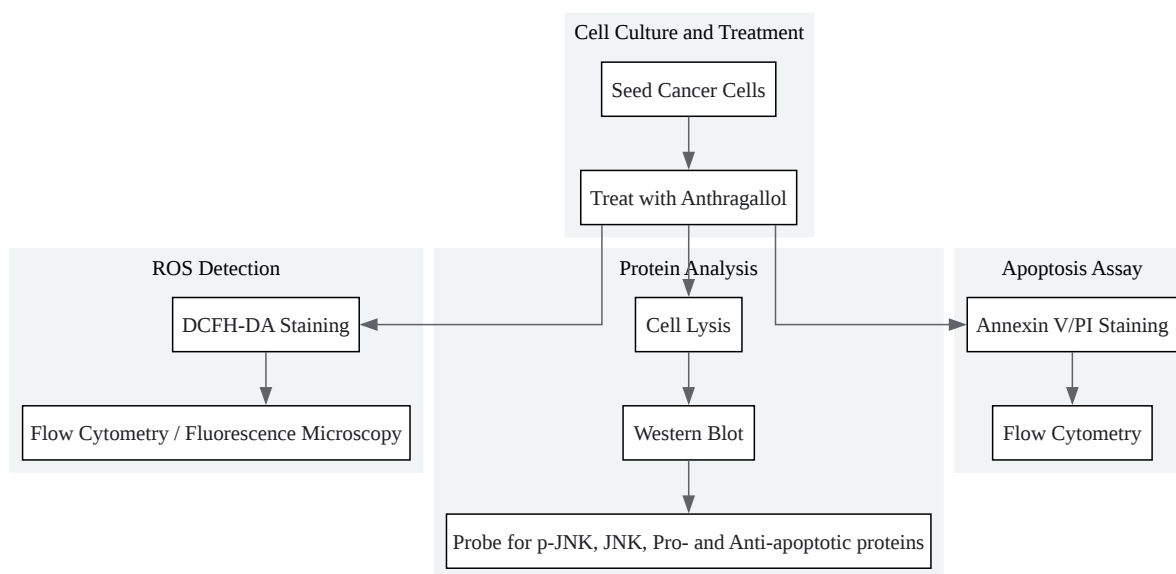 Cell Culture and Treatment
Seed Cancer Cells
Treat with Anthragallol
ROS Detection
DCFH-DA Staining
Flow Cytometry / Fluorescence Microscopy
Protein Analysis
Cell Lysis
Western Blot
Probe for p-JNK, JNK, Pro- and Anti-apoptotic proteins
Apoptosis Assay
Annexin V/PI Staining
Flow Cytometry